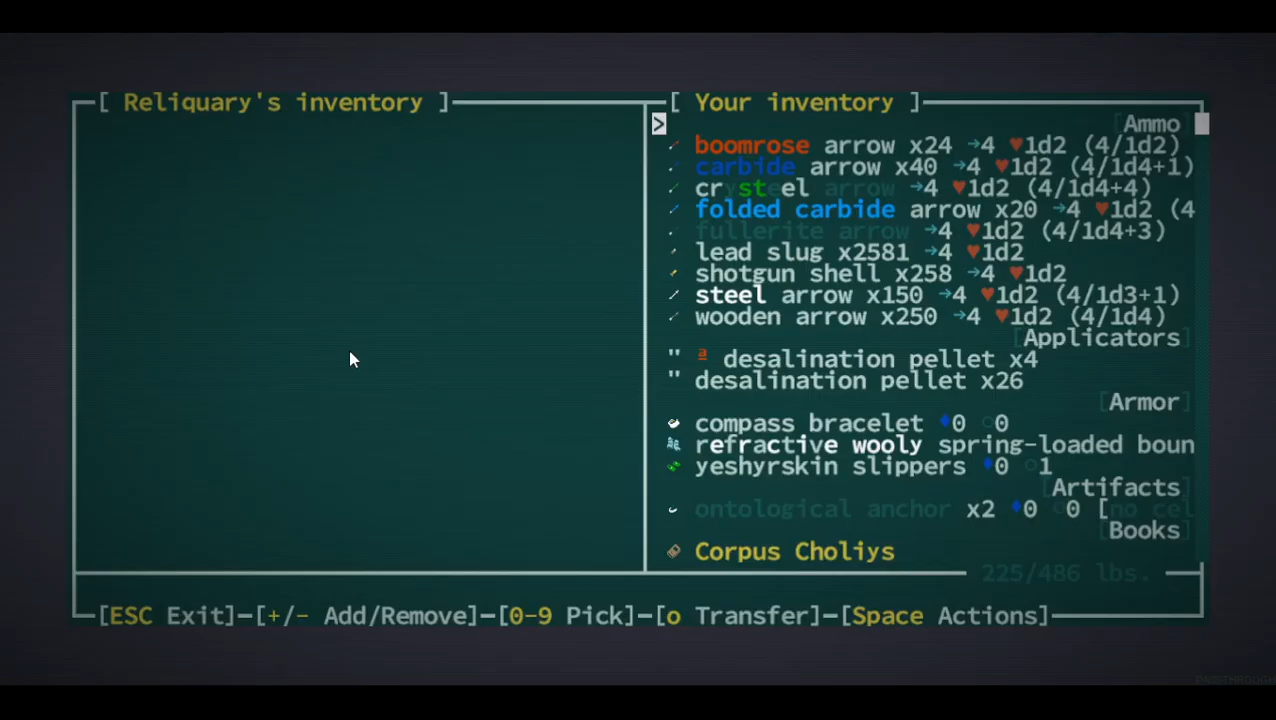 [ Reliquary's inventory ]
[ Your inventory ]
> [Ammo]
boomrose arrow x24 →4 ♥1d2 (4/1d2)
carbide arrow x40 →4 ♥1d2 (4/1d4+1)
crysteel arrow →4 ♥1d2 (4/1d4+4)
folded carbide arrow x20 →4 ♥1d2 (4
fullerite arrow →4 ♥1d2 (4/1d4+3)
lead slug x2581 →4 ♥1d2
shotgun shell x258 →4 ♥1d2
steel arrow x150 →4 ♥1d2 (4/1d3+1)
wooden arrow x250 →4 ♥1d2 (4/1d4)
[Applicators]
" ª desalination pellet x4
" desalination pellet x26
[Armor]
compass bracelet ♦0 ○0
refractive wooly spring-loaded boun
yeshyrskin slippers ♦0 ○1
[Artifacts]
ontological anchor x2 ♦0 ○0 [no cel
[Books]
Corpus Choliys
225/486 lbs.
[ESC Exit]-[+/- Add/Remove]-[0-9 Pick]-[o Transfer]-[Space Actions]